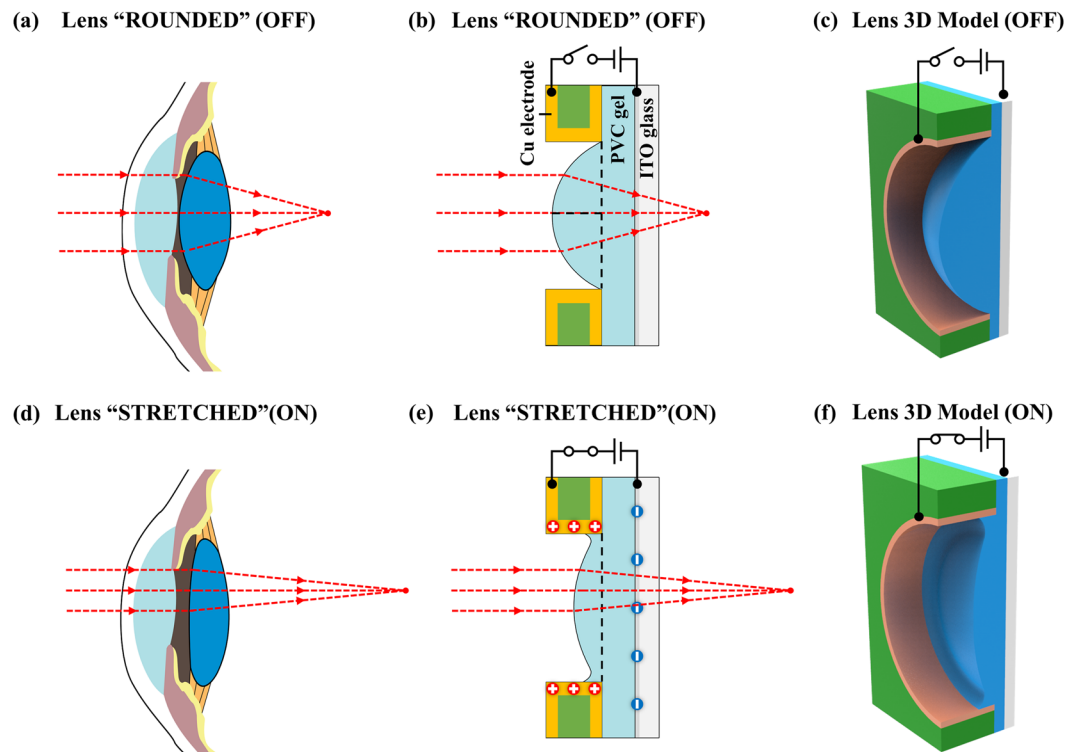 (a) Lens “ROUNDED” (OFF)
(b) Lens “ROUNDED” (OFF)
(c) Lens 3D Model (OFF)
Cu electrode
PVC gel
ITO glass
(d) Lens “STRETCHED”(ON)
(e) Lens “STRETCHED”(ON)
(f) Lens 3D Model (ON)